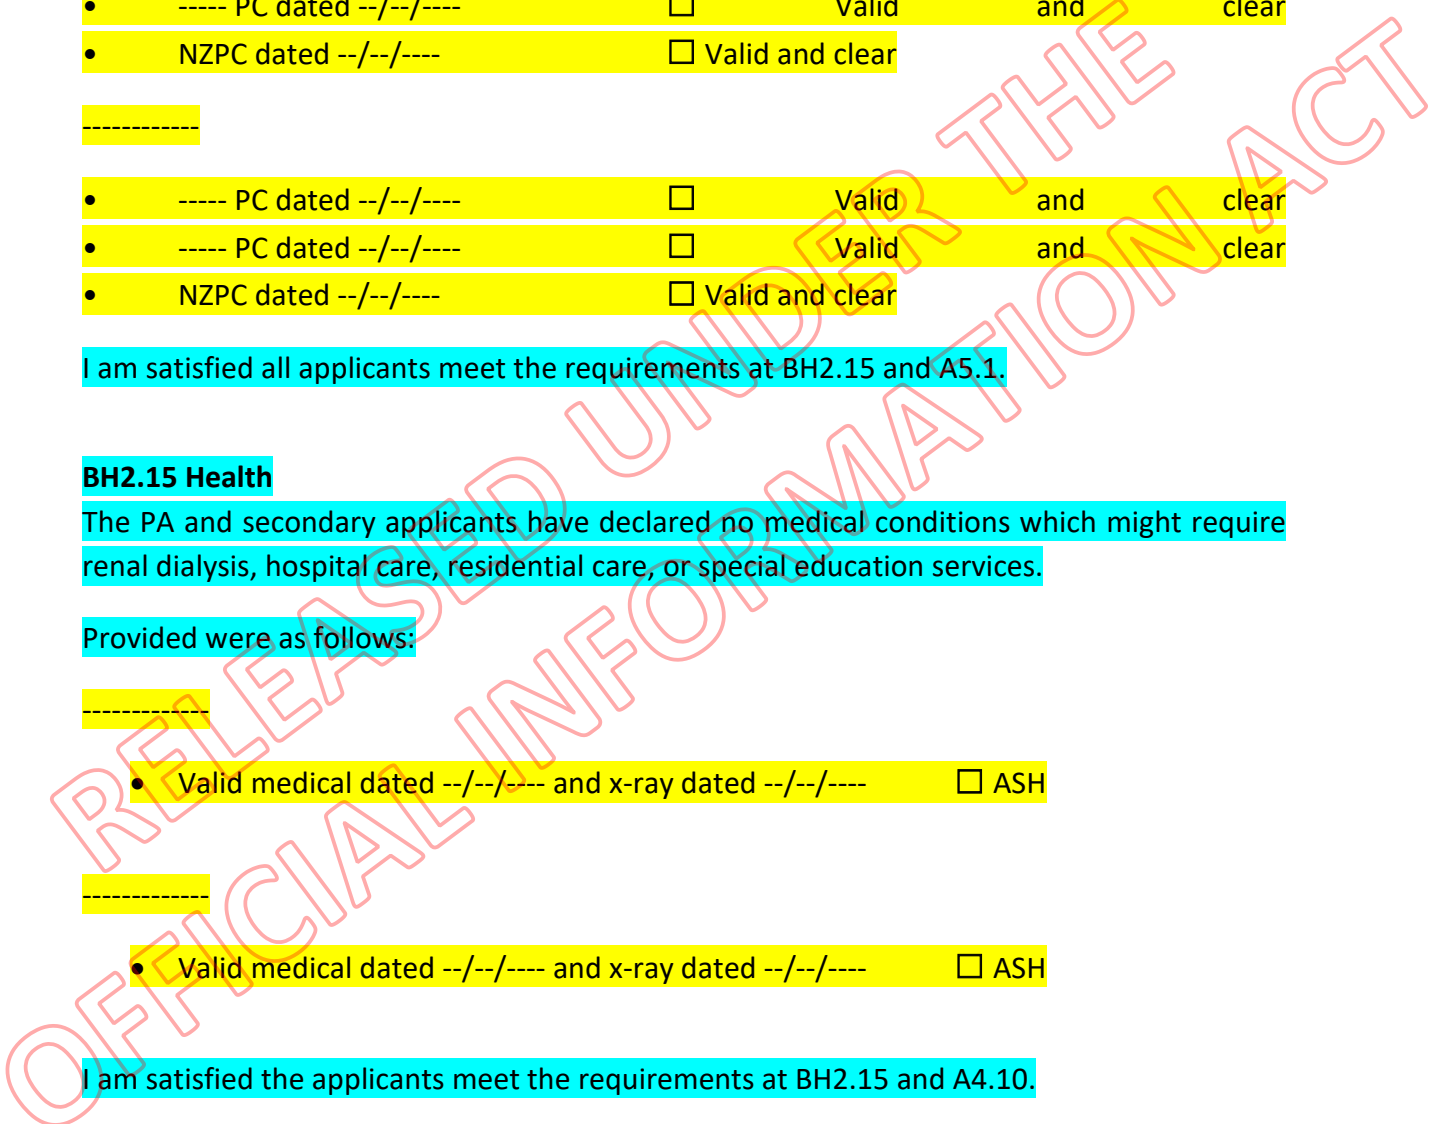 • ----- PC dated --/--/---- ☐ Valid and clear
• NZPC dated --/--/---- ☐ Valid and clear
------------
• ----- PC dated --/--/---- ☐ Valid and clear
• ----- PC dated --/--/---- ☐ Valid and clear
• NZPC dated --/--/---- ☐ Valid and clear
I am satisfied all applicants meet the requirements at BH2.15 and A5.1.
BH2.15 Health
The PA and secondary applicants have declared no medical conditions which might require
renal dialysis, hospital care, residential care, or special education services.
Provided were as follows:
-------------
• Valid medical dated --/--/---- and x-ray dated --/--/---- ☐ ASH
-------------
• Valid medical dated --/--/---- and x-ray dated --/--/---- ☐ ASH
I am satisfied the applicants meet the requirements at BH2.15 and A4.10.
RELEASED UNDER THE
OFFICIAL INFORMATION ACT